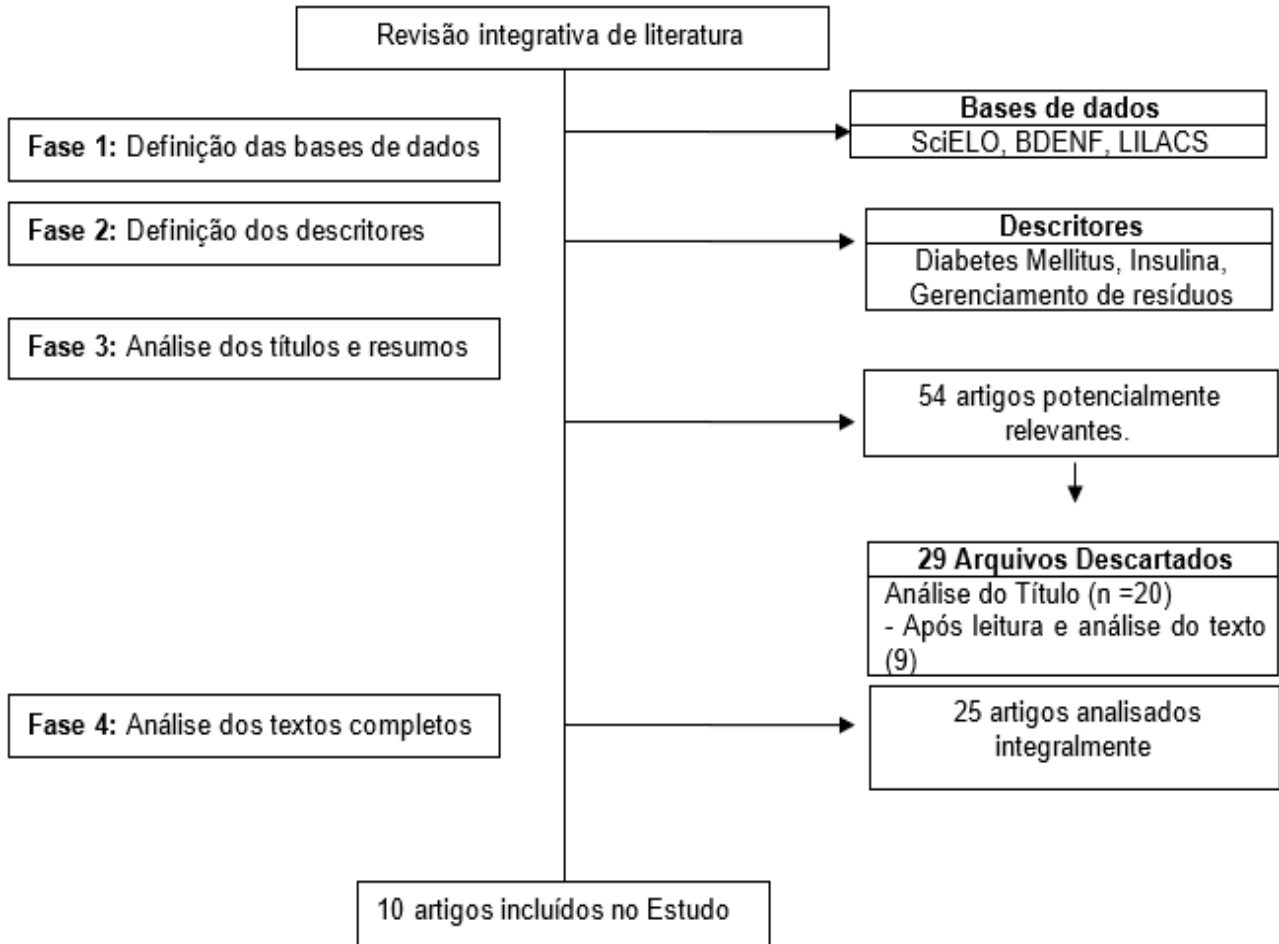 Revisão integrativa de literatura
Bases de dados
SciELO, BDENF, LILACS
Fase 1: Definição das bases de dados
Fase 2: Definição dos descritores
Descritores
Diabetes Mellitus, Insulina,
Gerenciamento de resíduos
Fase 3: Análise dos títulos e resumos
54 artigos potencialmente
relevantes.
29 Arquivos Descartados
Análise do Título (n =20)
- Após leitura e análise do texto
(9)
Fase 4: Análise dos textos completos
25 artigos analisados
integralmente
10 artigos incluídos no Estudo